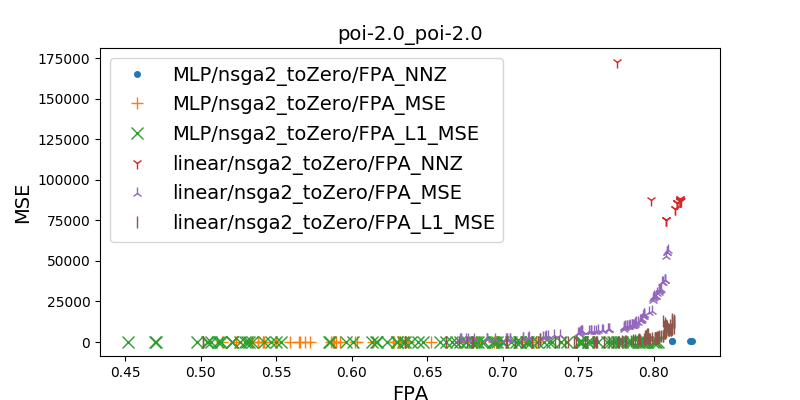 poi-2.0_poi-2.0
175000
150000
125000
100000
75000
50000
25000
0
MSE
MLP/nsga2_toZero/FPA_NNZ
MLP/nsga2_toZero/FPA_MSE
MLP/nsga2_toZero/FPA_L1_MSE
linear/nsga2_toZero/FPA_NNZ
linear/nsga2_toZero/FPA_MSE
linear/nsga2_toZero/FPA_L1_MSE
0.45 0.50 0.55 0.60 0.65 0.70 0.75 0.80
FPA